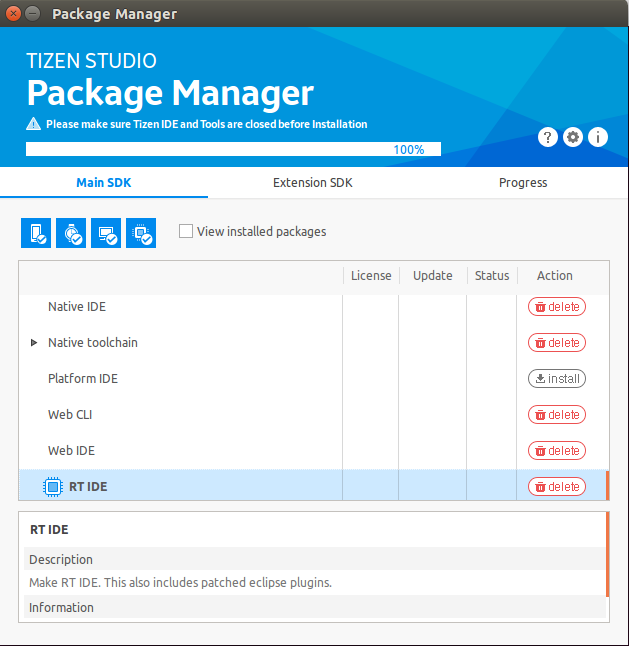 Package Manager
TIZEN STUDIO
Package Manager
Please make sure Tizen IDE and Tools are closed before Installation
100%
? i
Main SDK Extension SDK Progress
View installed packages
License Update Status Action
Native IDE delete
Native toolchain delete
Platform IDE install
Web CLI delete
Web IDE delete
RT IDE delete
RT IDE
Description
Make RT IDE. This also includes patched eclipse plugins.
Information